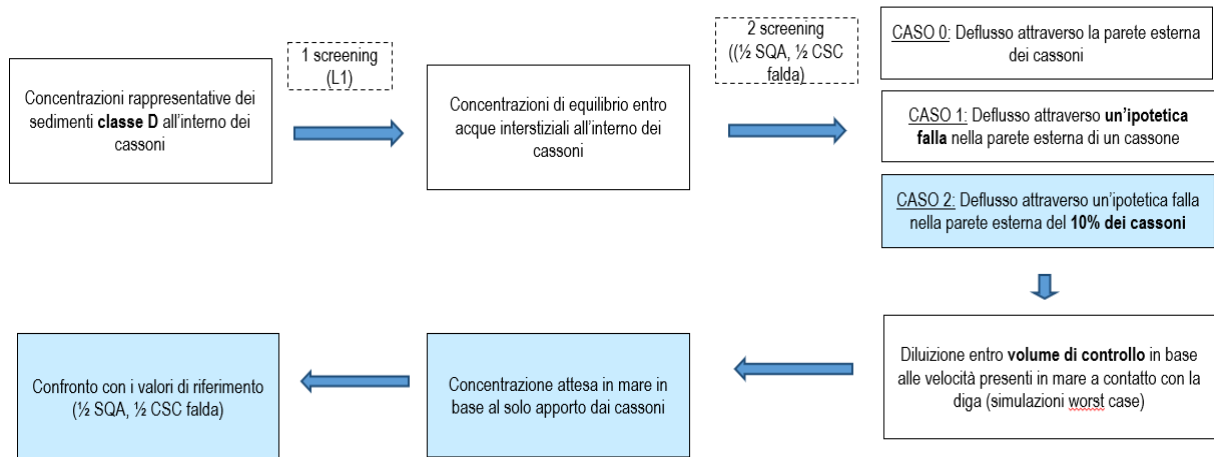 Concentrazioni rappresentative dei
sedimenti classe D all'interno dei
cassoni
1 screening
(L1)
Concentrazioni di equilibrio entro
acque interstiziali all'interno dei
cassoni
2 screening
((½ SQA, ½ CSC
falda)
CASO 0: Deflusso attraverso la parete esterna
dei cassoni
CASO 1: Deflusso attraverso un'ipotetica
falla nella parete esterna di un cassone
CASO 2: Deflusso attraverso un'ipotetica falla
nella parete esterna del 10% dei cassoni
Diluizione entro volume di controllo in base
alle velocità presenti in mare a contatto con la
diga (simulazioni worst case)
Concentrazione attesa in mare in
base al solo apporto dai cassoni
Confronto con i valori di riferimento
(½ SQA, ½ CSC falda)